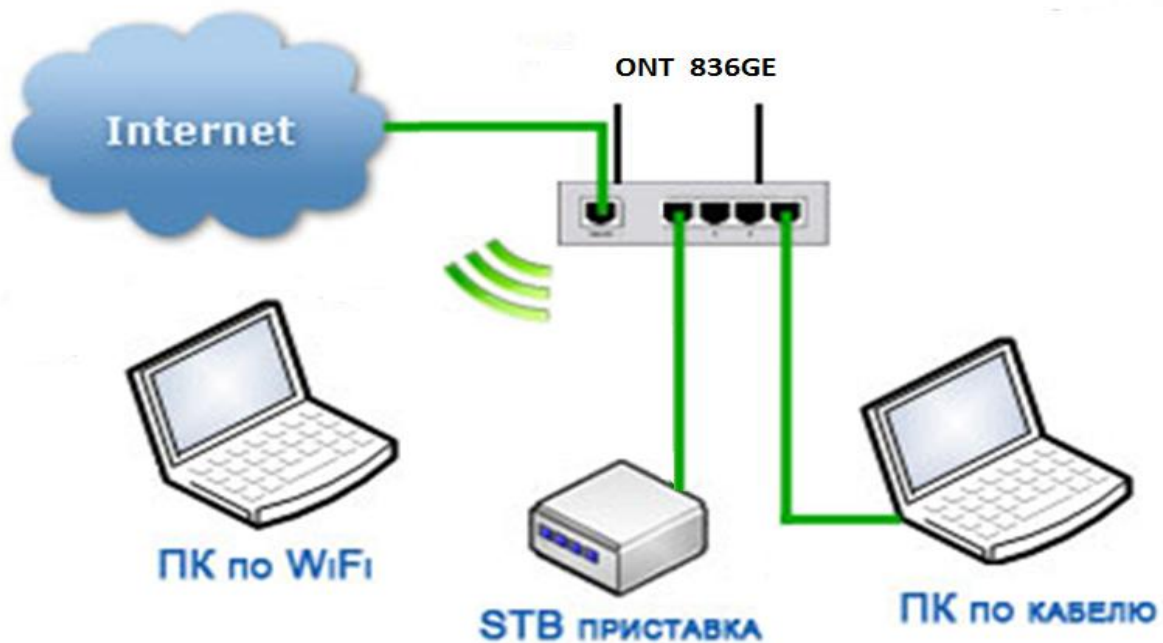 ONT 836GE
Internet
ПК по WiFi
STB приставка
ПК по кабелю